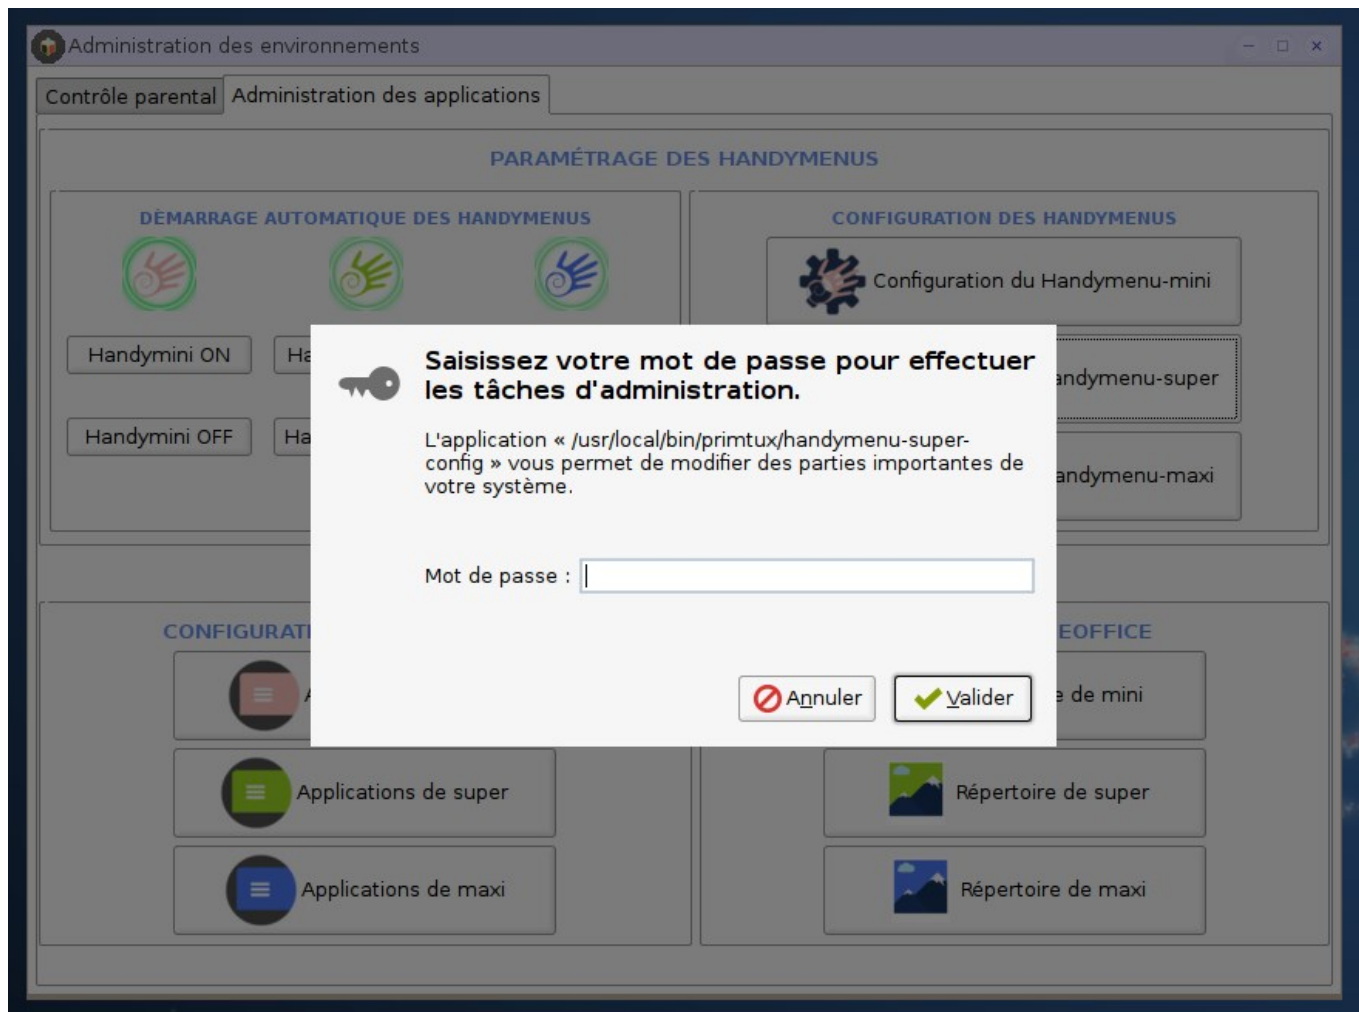 Administration des environnements
Contrôle parental
Administration des applications
PARAMÉTRAGE DES HANDYMENUS
DÈMARRAGE AUTOMATIQUE DES HANDYMENUS
CONFIGURATION DES HANDYMENUS
Configuration du Handymenu-mini
Handymini ON
Ha
andymenu-super
Handymini OFF
Ha
andymenu-maxi
Saisissez votre mot de passe pour effectuer
les tâches d'administration.
L'application « /usr/local/bin/primtux/handymenu-super-
config » vous permet de modifier des parties importantes de
votre système.
Mot de passe :
Annuler
Valider
CONFIGURATI
EOFFICE
A
e de mini
Applications de super
Répertoire de super
Applications de maxi
Répertoire de maxi